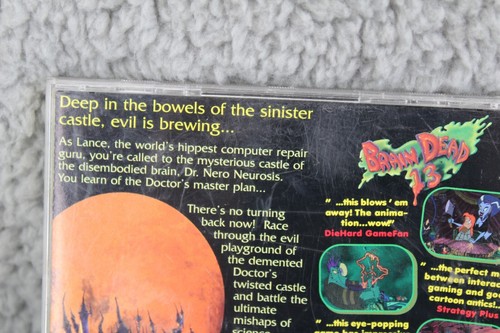 Deep in the bowels of the sinister
castle, evil is brewing...
As Lance, the world's hippest computer repair
guru, you're called to the mysterious castle of
the disembodied brain, Dr. Nero Neurosis.
You learn of the Doctor's master plan...
There's no turning
back now! Race
through the evil
playground of
the demented
Doctor's
twisted castle
and battle the
ultimate
mishaps of
science
BRAIN DEAD
13
"...this blows 'em
away! The anima-
tion...wow!"
DieHard GameFan
"...the perfect m
between interac
gaming and go
cartoon antics!..
Strategy Plus
"...this eye-popping